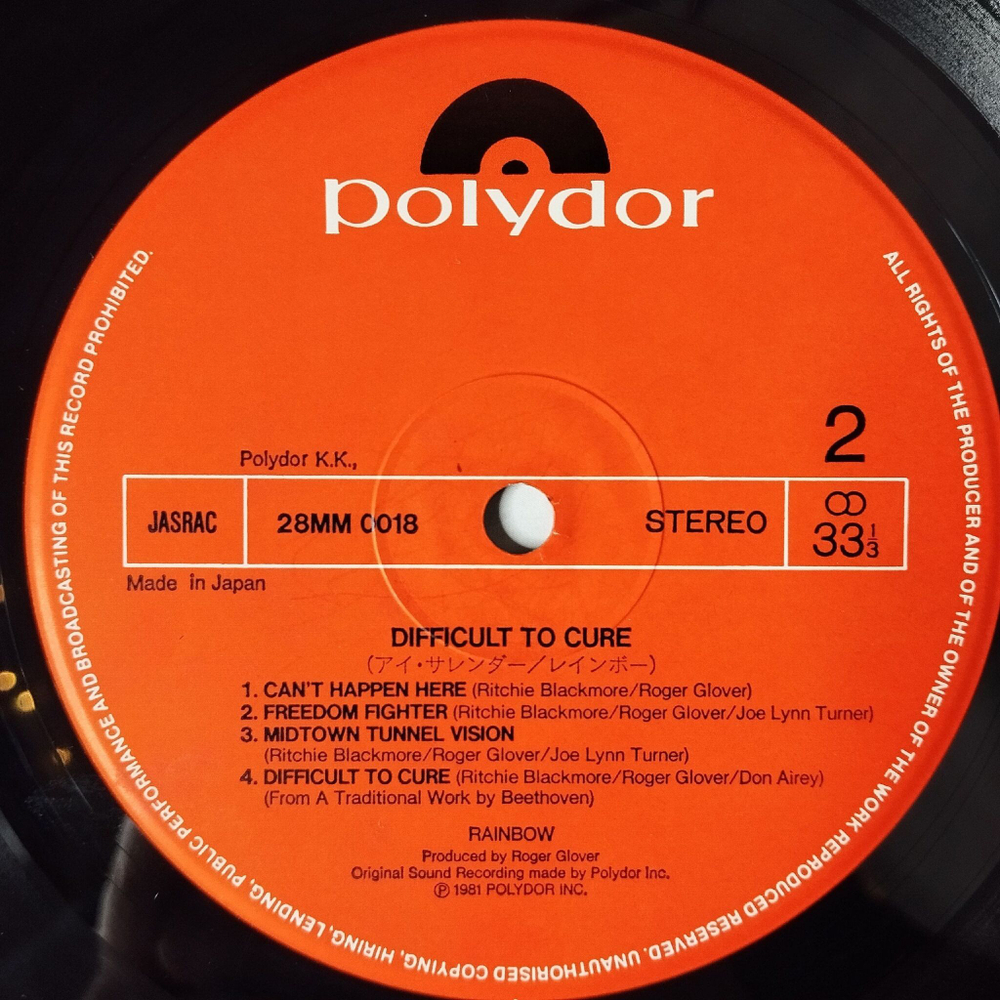 polydor
ALL RIGHTS OF THE PRODUCER AND OF THE OWNER OF THE WORK REPRODUCED RESERVED. UNAUTHORISED COPYING, HIRING, LENDING, PUBLIC PERFORMANCE AND BROADCASTING OF THIS RECORD PROHIBITED.
2
Polydor K.K.,
JASRAC 28MM 0018 STEREO 33 1/3
Made in Japan
DIFFICULT TO CURE
(アイ・サレンダー/レインボー)
1. CAN'T HAPPEN HERE (Ritchie Blackmore/Roger Glover)
2. FREEDOM FIGHTER (Ritchie Blackmore/Roger Glover/Joe Lynn Turner)
3. MIDTOWN TUNNEL VISION
(Ritchie Blackmore/Roger Glover/Joe Lynn Turner)
4. DIFFICULT TO CURE (Ritchie Blackmore/Roger Glover/Don Airey)
(From A Traditional Work by Beethoven)
RAINBOW
Produced by Roger Glover
Original Sound Recording made by Polydor Inc.
℗ 1981 POLYDOR INC.